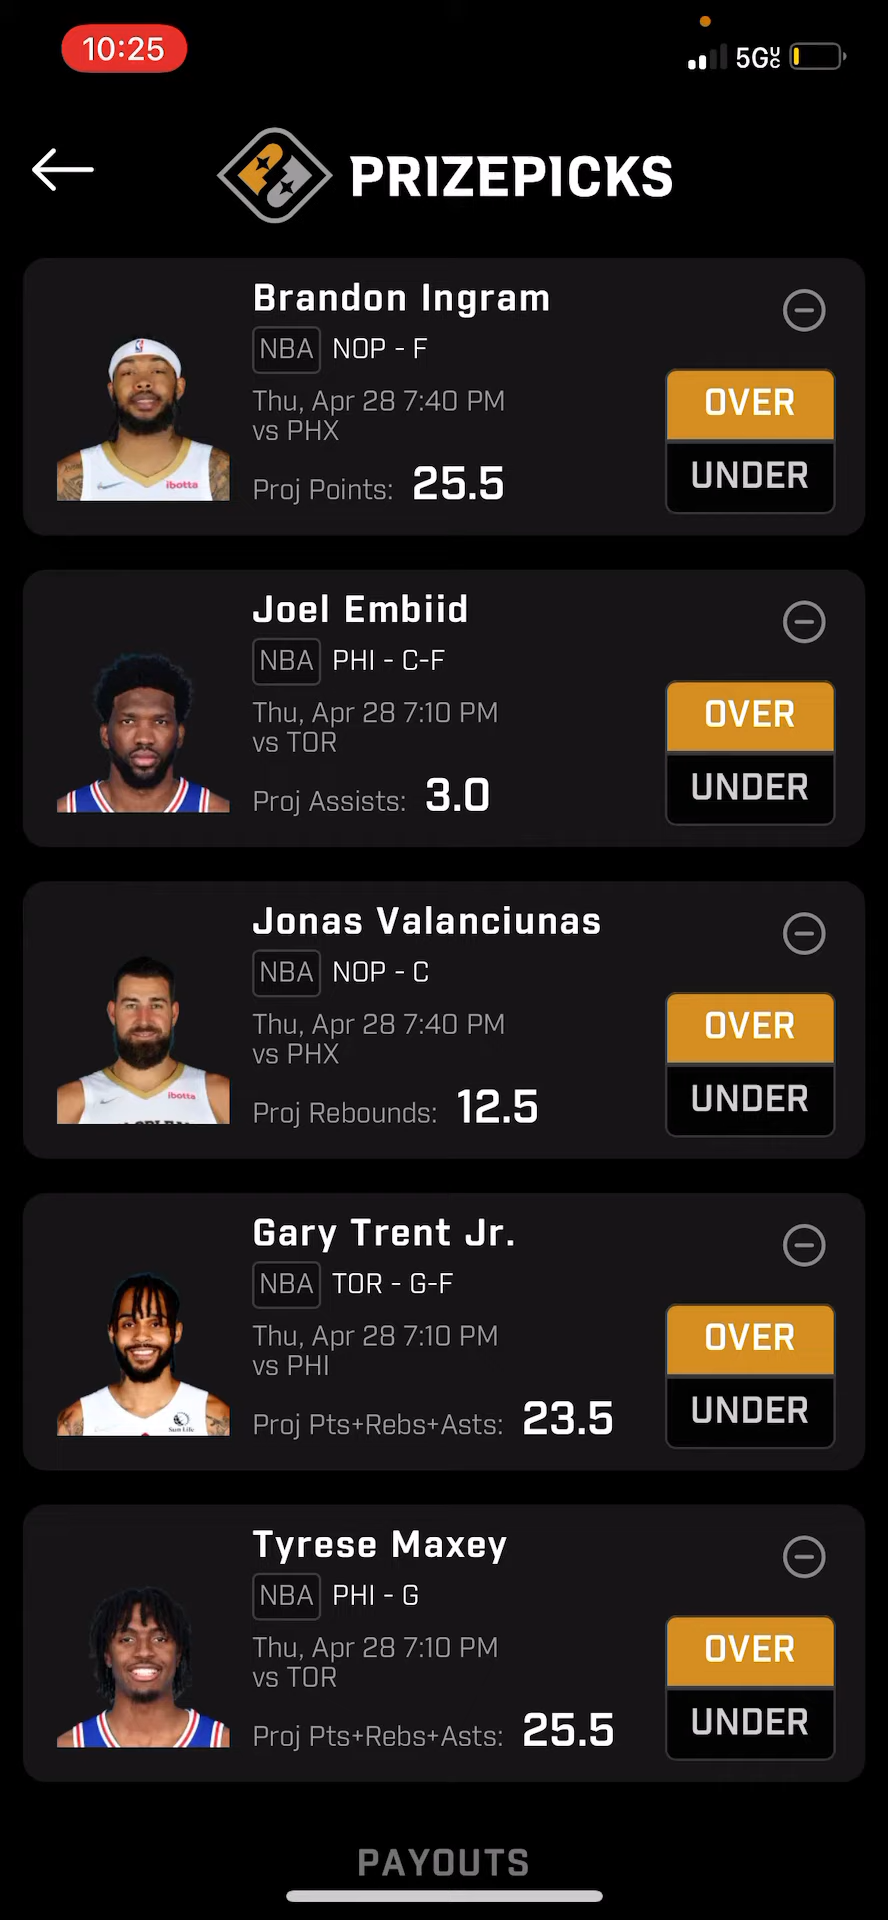 10:25
5GUC
PRIZEPICKS
Brandon Ingram
NBA NOP - F
Thu, Apr 28 7:40 PM
vs PHX
Proj Points: 25.5
OVER
UNDER
ibotta
Joel Embiid
NBA PHI - C-F
Thu, Apr 28 7:10 PM
vs TOR
Proj Assists: 3.0
OVER
UNDER
Jonas Valanciunas
NBA NOP - C
Thu, Apr 28 7:40 PM
vs PHX
Proj Rebounds: 12.5
OVER
UNDER
ibotta
Gary Trent Jr.
NBA TOR - G-F
Thu, Apr 28 7:10 PM
vs PHI
Proj Pts+Rebs+Asts: 23.5
OVER
UNDER
Sun Life
Tyrese Maxey
NBA PHI - G
Thu, Apr 28 7:10 PM
vs TOR
Proj Pts+Rebs+Asts: 25.5
OVER
UNDER
PAYOUTS